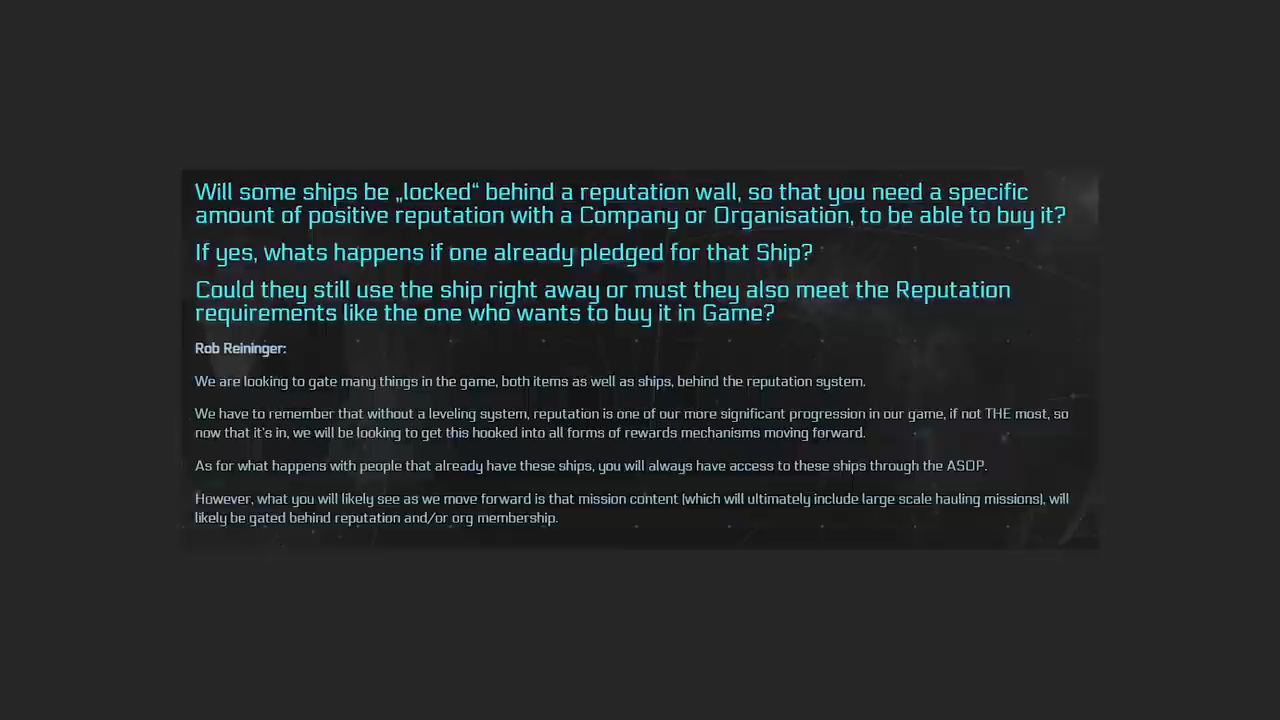 Will some ships be „locked“ behind a reputation wall, so that you need a specific
amount of positive reputation with a Company or Organisation, to be able to buy it?
If yes, whats happens if one already pledged for that Ship?
Could they still use the ship right away or must they also meet the Reputation
requirements like the one who wants to buy it in Game?
Rob Reininger:
We are looking to gate many things in the game, both items as well as ships, behind the reputation system.
We have to remember that without a leveling system, reputation is one of our more significant progression in our game, if not THE most, so
now that it's in, we will be looking to get this hooked into all forms of rewards mechanisms moving forward.
As for what happens with people that already have these ships, you will always have access to these ships through the ASOP.
However, what you will likely see as we move forward is that mission content (which will ultimately include large scale hauling missions), will
likely be gated behind reputation and/or org membership.